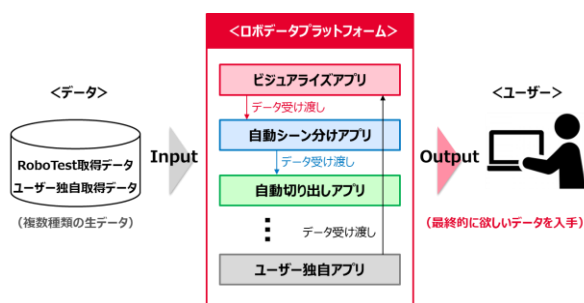 <ロボデータプラットフォーム>
<データ>
RoboTest取得データ
ユーザー独自取得データ
(複数種類の生データ)
Input
ビジュアライズアプリ
データ受け渡し
自動シーン分けアプリ
データ受け渡し
自動切り出しアプリ
データ受け渡し
ユーザー独自アプリ
Output
<ユーザー>
(最終的に欲しいデータを入手)